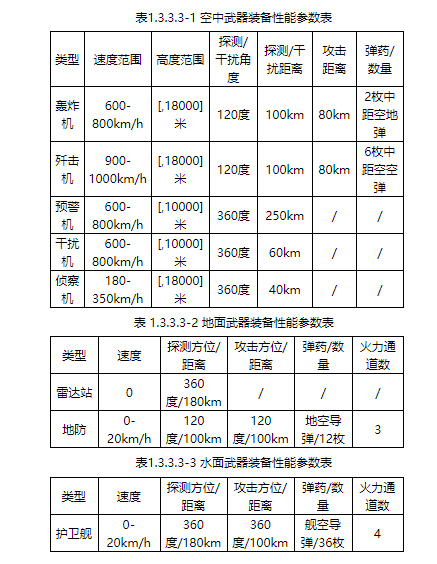 表1.3.3.3-1 空中武器装备性能参数表
类型 速度范围 高度范围 探测/干扰角度 探测/干扰距离 攻击距离 弹药/数量
轰炸机 600-800km/h [,18000]米 120度 100km 80km 2枚中距空地弹
歼击机 900-1000km/h [,18000]米 120度 100km 80km 6枚中距空空弹
预警机 600-800km/h [,10000]米 360度 250km / /
干扰机 600-800km/h [,10000]米 360度 60km / /
侦察机 180-350km/h [,18000]米 360度 40km / /
表 1.3.3.3-2 地面武器装备性能参数表
类型 速度 探测方位/距离 攻击方位/距离 弹药/数量 火力通道数
雷达站 0 360度/180km / / /
地防 0-20km/h 120度/100km 120度/100km 地空导弹/12枚 3
表1.3.3.3-3 水面武器装备性能参数表
类型 速度 探测方位/距离 攻击方位/距离 弹药/数量 火力通道数
护卫舰 0-20km/h 360度/180km 360度/100km 舰空导弹/36枚 4